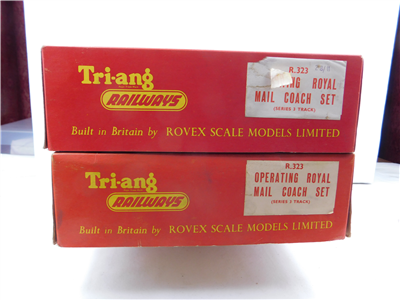 Tri-ang
RAILWAYS
Built in Britain by ROVEX SCALE MODELS LIMITED
R.323
ING ROYAL
MAIL COACH SET
(SERIES 3 TRACK)
Tri-ang
RAILWAYS
Built in Britain by ROVEX SCALE MODELS LIMITED
R.323
OPERATING ROYAL
MAIL COACH SET
(SERIES 3 TRACK)